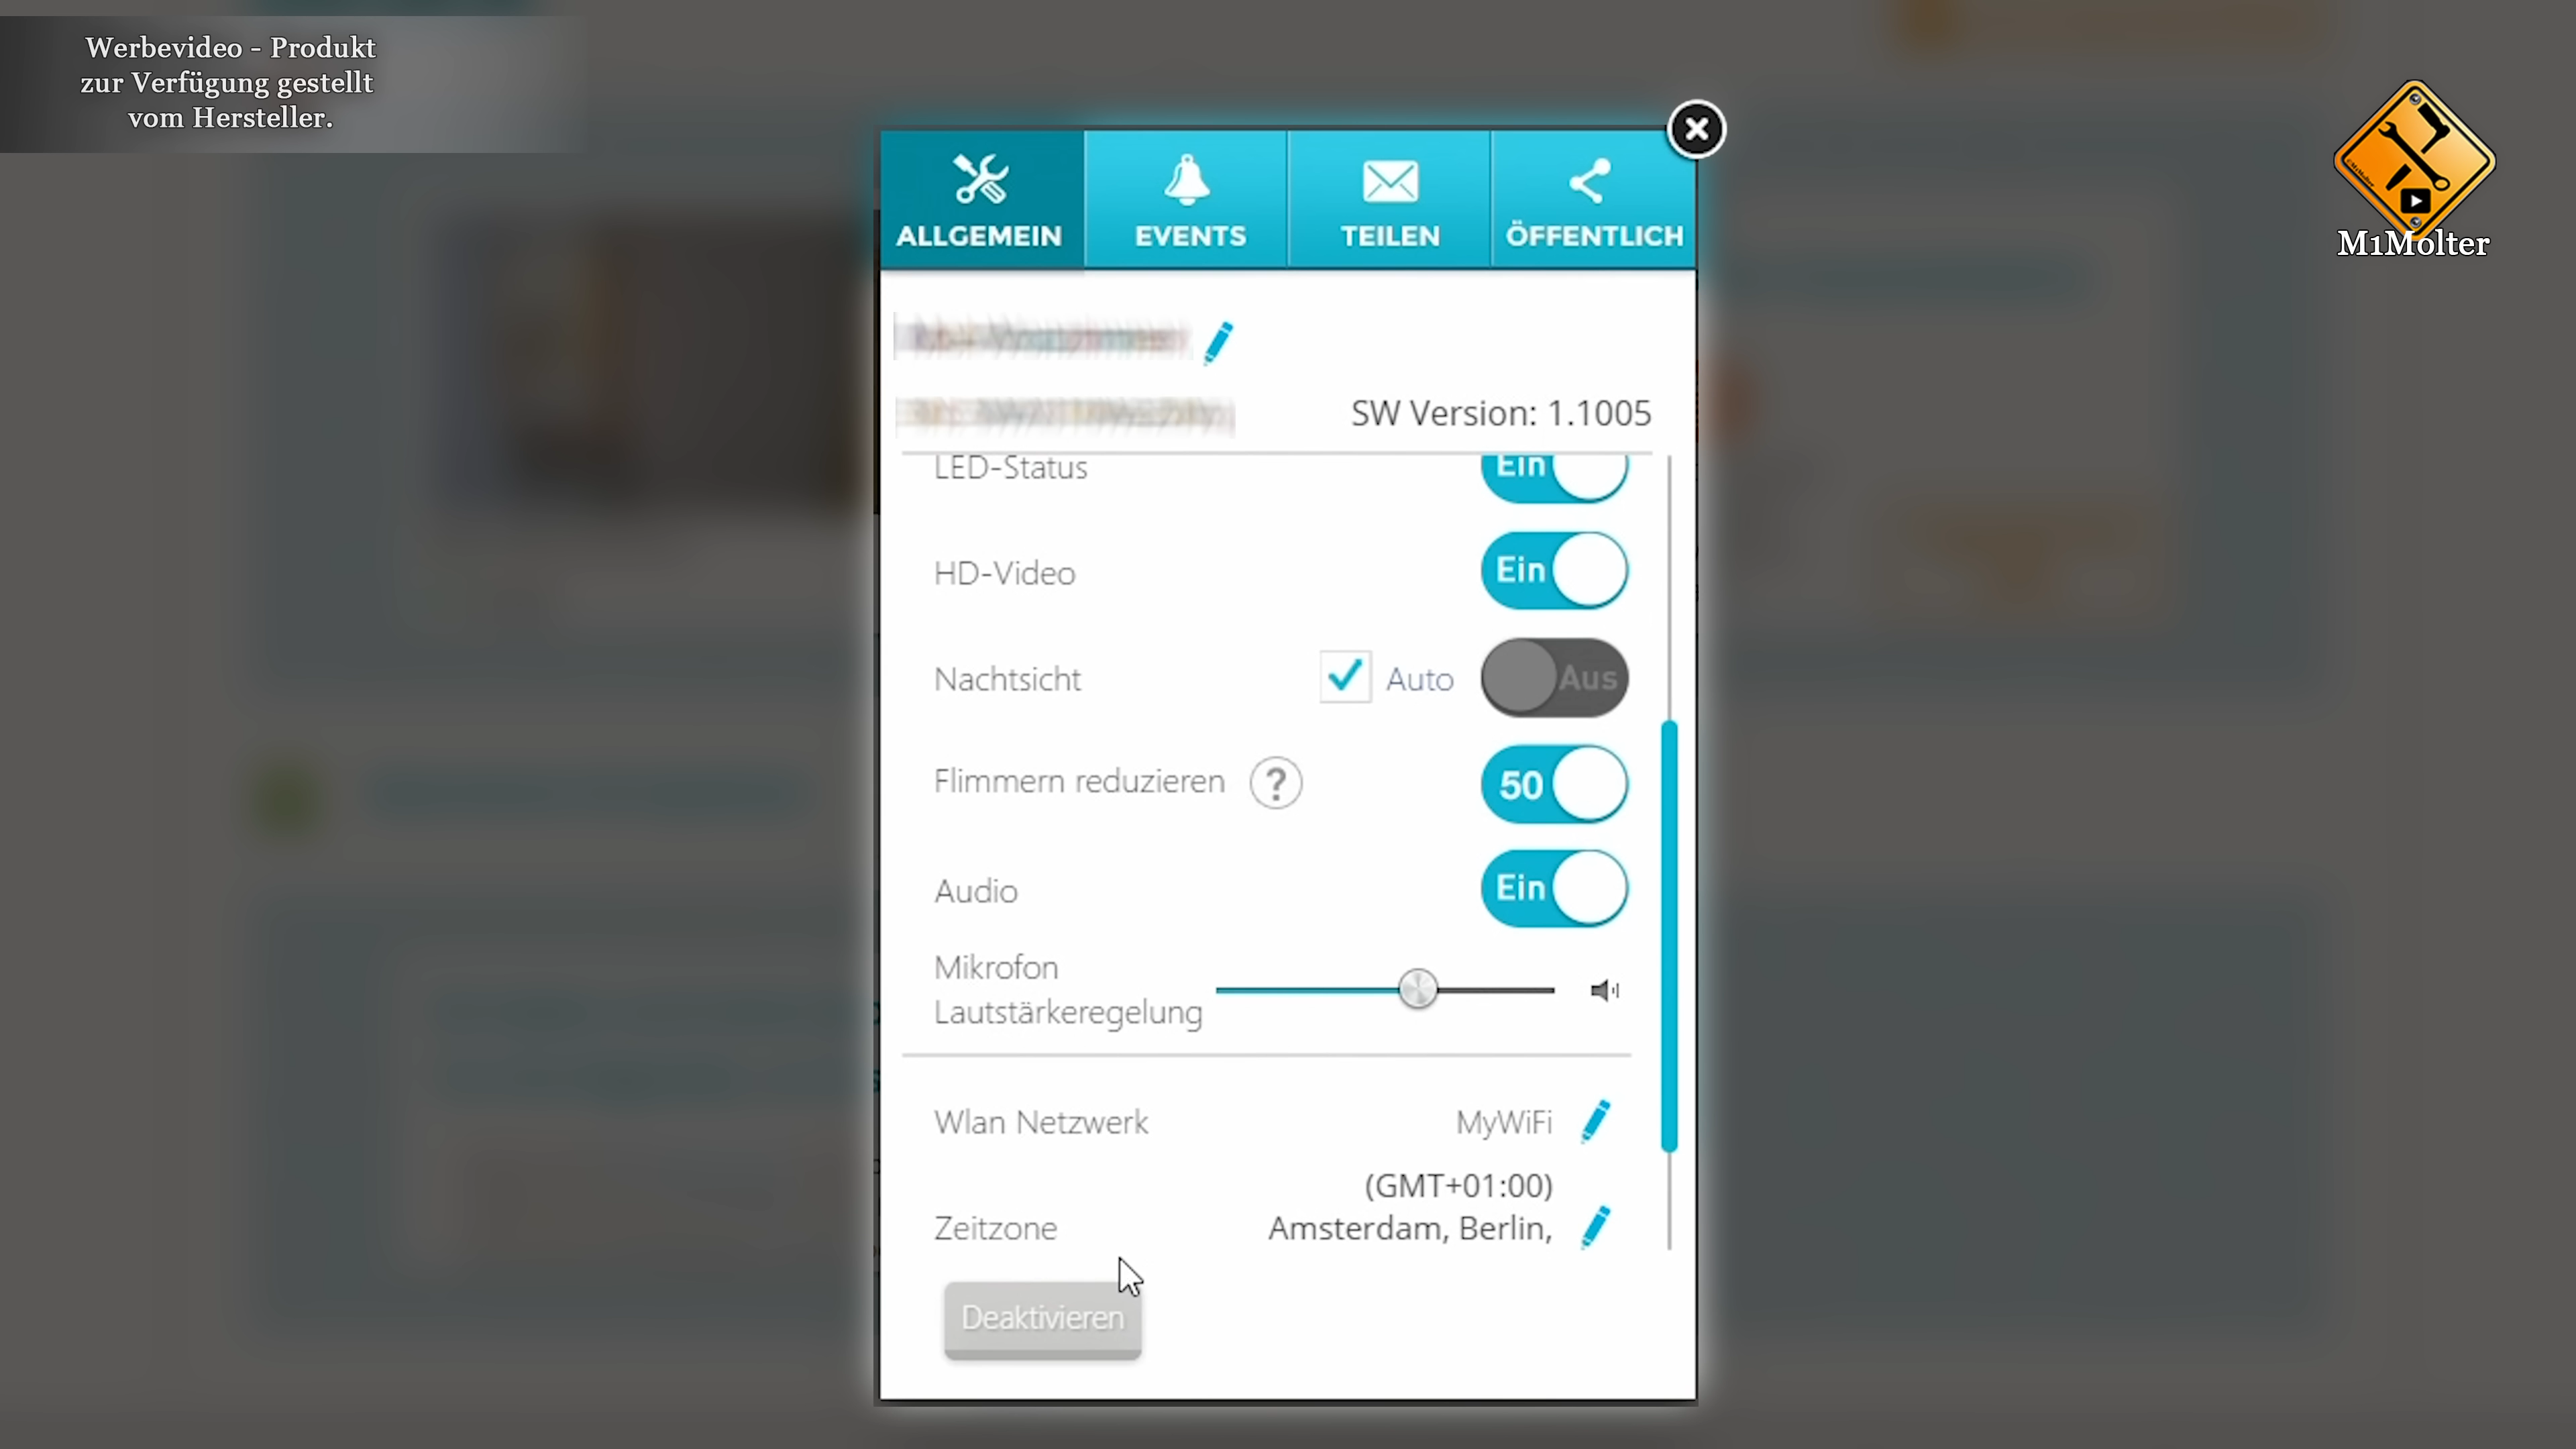 Werbevideo - Produkt
zur Verfügung gestellt
vom Hersteller.
M1Molter
ALLGEMEIN
EVENTS
TEILEN
ÖFFENTLICH
SW Version: 1.1005
LED-Status
Ein
HD-Video
Ein
Nachtsicht
Auto
Aus
Flimmern reduzieren
?
50
Audio
Ein
Mikrofon
Lautstärkeregelung
Wlan Netzwerk
MyWiFi
(GMT+01:00)
Zeitzone
Amsterdam, Berlin,
Deaktivieren